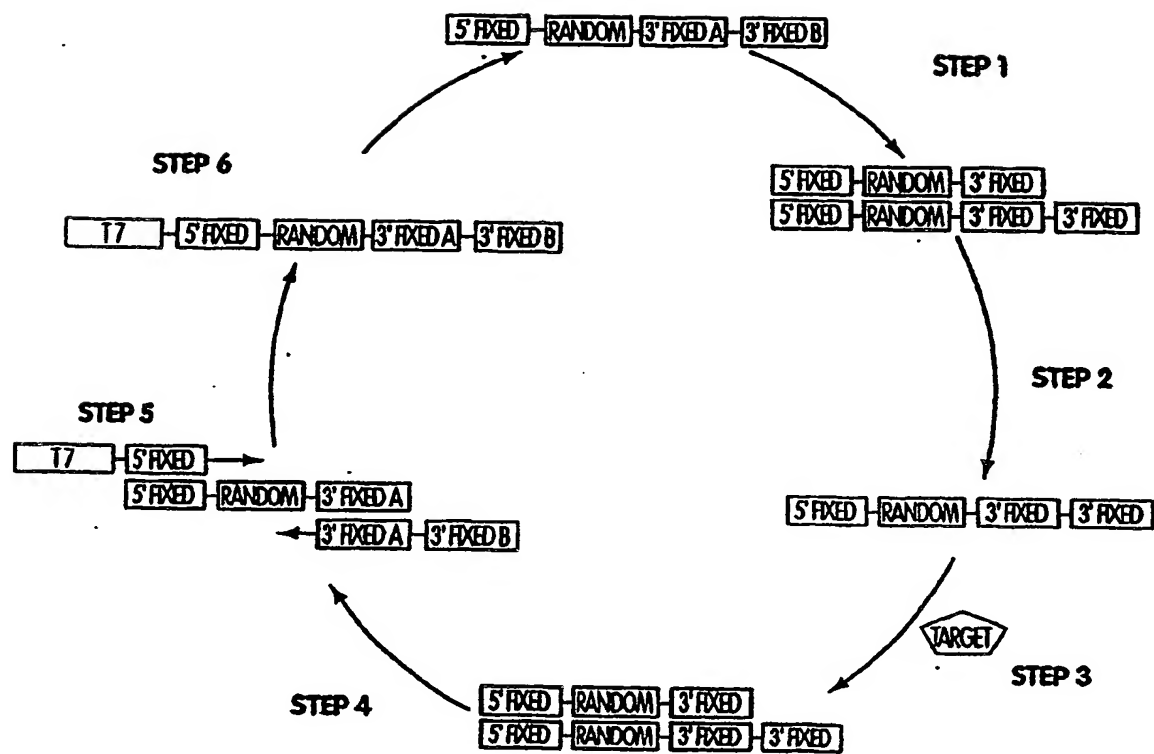 5' FIXED RANDOM 3' FIXED A 3' FIXED B
STEP 1
5' FIXED RANDOM 3' FIXED
5' FIXED RANDOM 3' FIXED 3' FIXED
STEP 2
5' FIXED RANDOM 3' FIXED 3' FIXED
TARGET
STEP 3
5' FIXED RANDOM 3' FIXED
5' FIXED RANDOM 3' FIXED 3' FIXED
STEP 4
STEP 5
T7 5' FIXED
5' FIXED RANDOM 3' FIXED A
3' FIXED A 3' FIXED B
STEP 6
T7 5' FIXED RANDOM 3' FIXED A 3' FIXED B